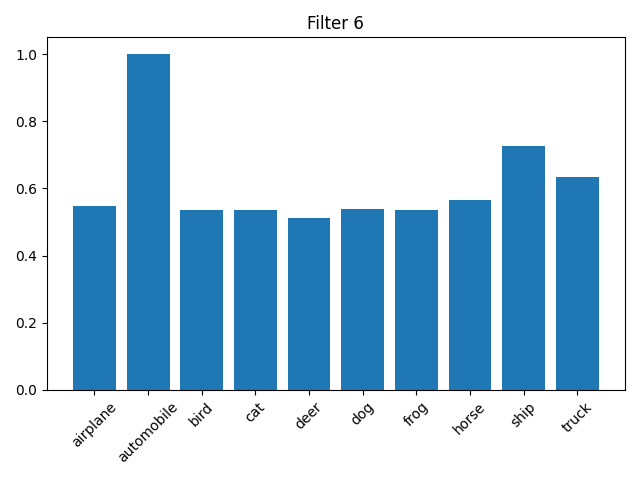 Filter 6
1.0
0.8
0.6
0.4
0.2
0.0
airplane
automobile
bird
cat
deer
dog
frog
horse
ship
truck